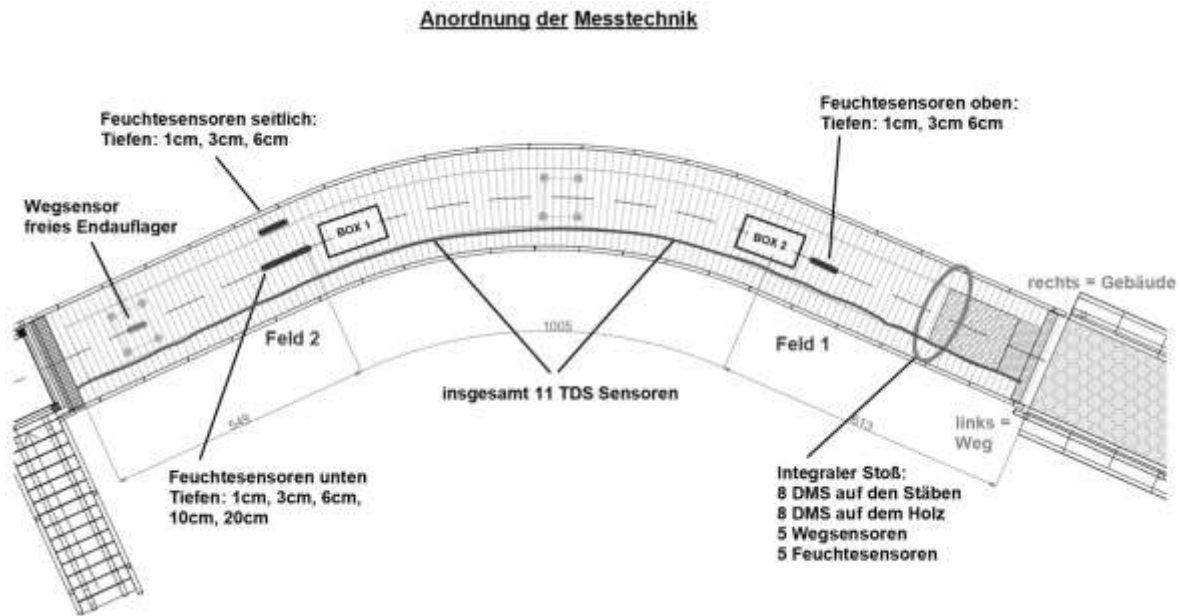 Anordnung der Messtechnik
Feuchtesensoren seitlich:
Tiefen: 1cm, 3cm, 6cm
Feuchtesensoren oben:
Tiefen: 1cm, 3cm 6cm
Wegsensor
freies Endauflager
BOX 1
BOX 2
rechts = Gebäude
Feld 2
1005
Feld 1
insgesamt 11 TDS Sensoren
links =
Weg
Feuchtesensoren unten
Tiefen: 1cm, 3cm, 6cm,
10cm, 20cm
Integraler Stoß:
8 DMS auf den Stäben
8 DMS auf dem Holz
5 Wegsensoren
5 Feuchtesensoren